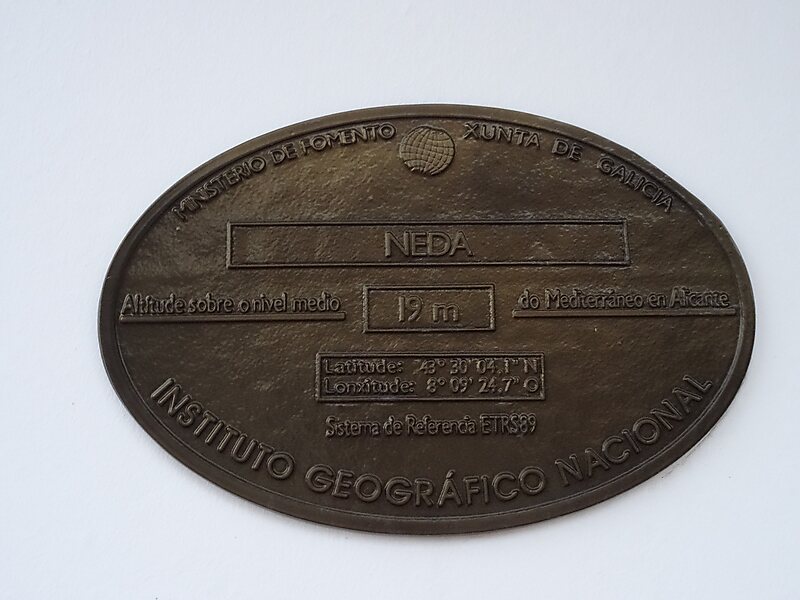 MINISTERIO DE FOMENTO XUNTA DE GALICIA
NEDA
Altitude sobre o nivel medio 19 m do Mediterráneo en Alicante
Latitude: 43° 30' 04.1" N
Lonxitude: 8° 09' 24.7" O
Sistema de Referencia ETRS89
INSTITUTO GEOGRÁFICO NACIONAL